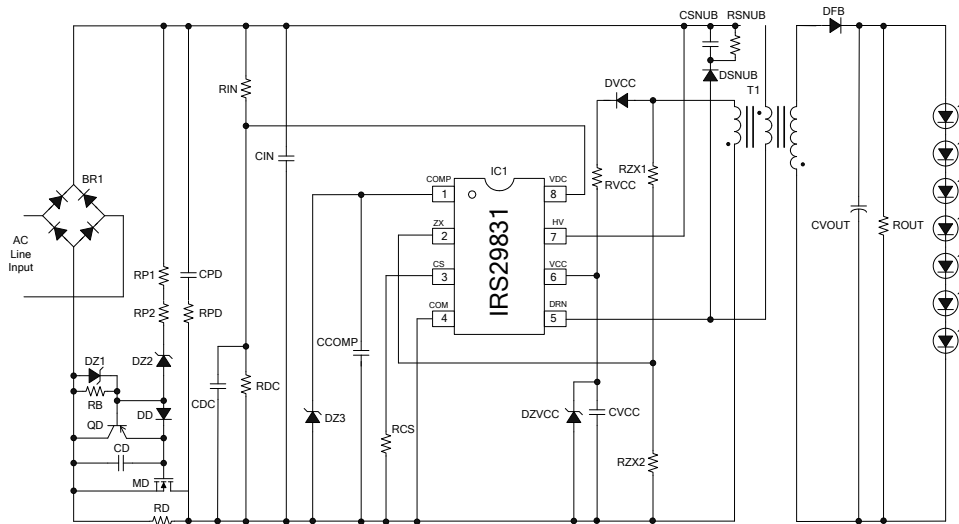 CSNUB RSNUB
DFB
RIN
DSNUB
T1
DVCC
CIN
BR1
IC1
RZX1
COMP
VDC
RVCC
1
8
ZX
HV
2
7
AC
Line
Input
CS
VCC
3
6
CVOUT
ROUT
RP1
CPD
COM
DRN
4
5
IRS29831
RP2
RPD
CCOMP
DZ1
DZ2
CDC
RDC
RB
DD
DZ3
RCS
DZVCC
CVCC
QD
CD
RZX2
MD
RD